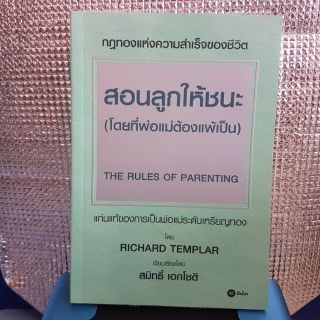 กฎทองแห่งความสำเร็จของชีวิต
สอนลูกให้ชนะ
(โดยที่พ่อแม่ต้องแพ้เป็น)
THE RULES OF PARENTING
แก่นแท้ของการเป็นพ่อแม่ระดับเหรียญทอง
โดย
RICHARD TEMPLAR
เรียบเรียงโดย
สมิทธิ์ เอกโชติ